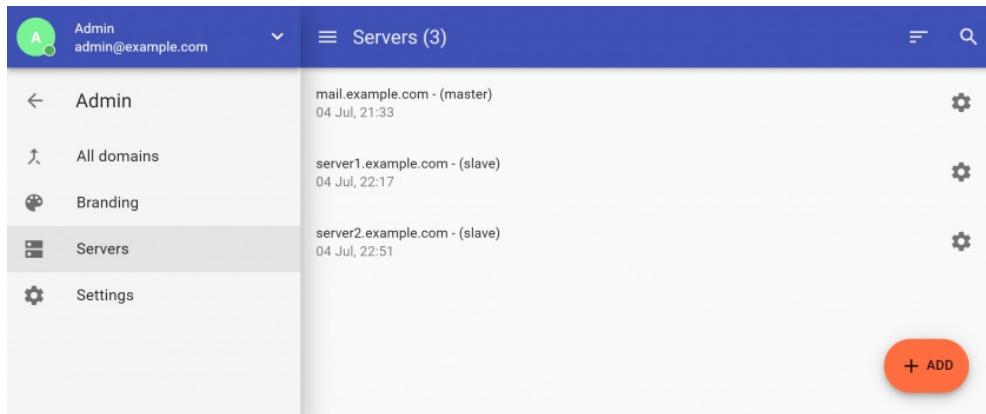 A
Admin
admin@example.com
Servers (3)
Admin
All domains
Branding
Servers
Settings
mail.example.com - (master)
04 Jul, 21:33
server1.example.com - (slave)
04 Jul, 22:17
server2.example.com - (slave)
04 Jul, 22:51
+ ADD